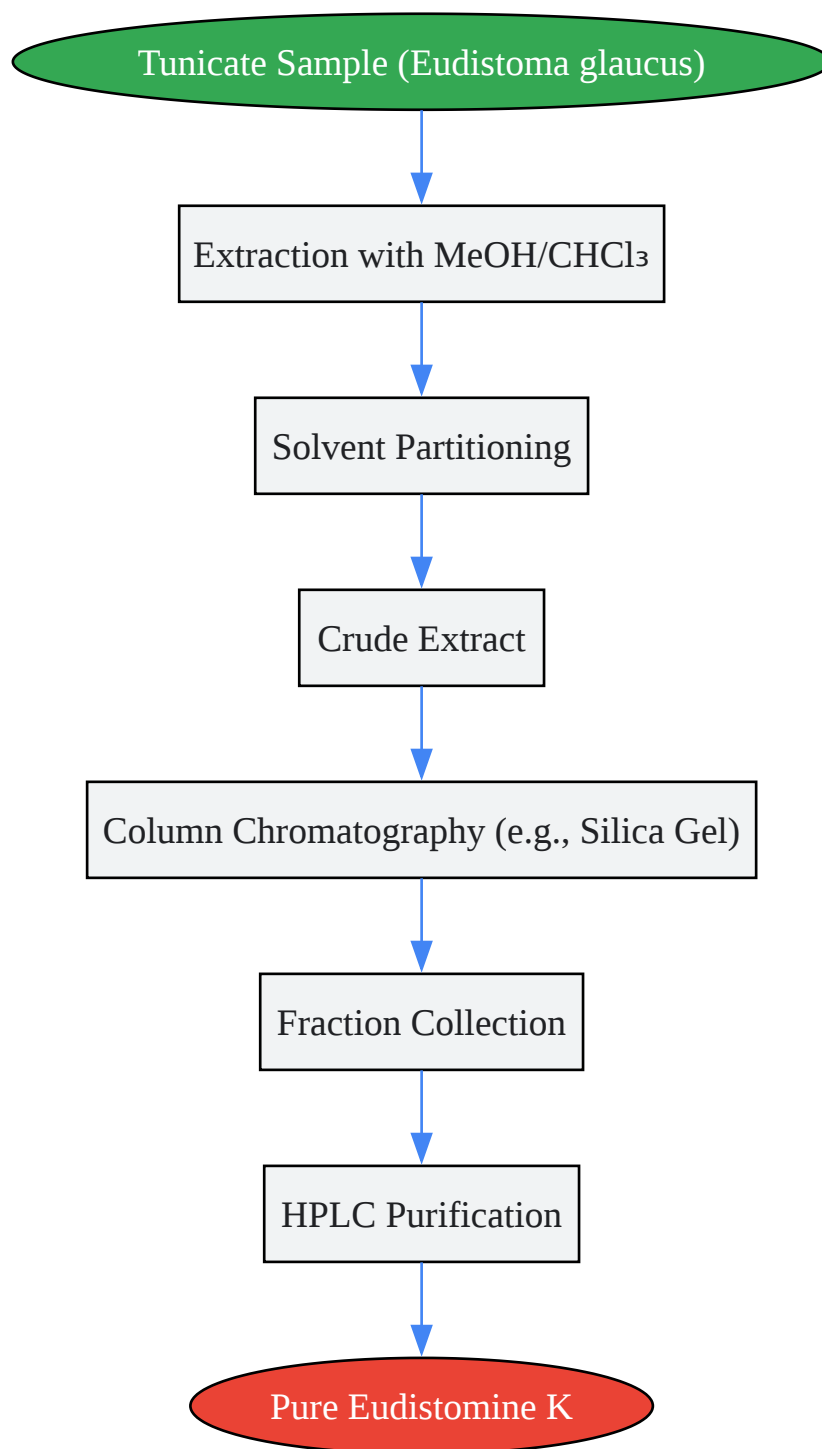 Tunicate Sample (Eudistoma glaucus)
Extraction with MeOH/CHCl₃
Solvent Partitioning
Crude Extract
Column Chromatography (e.g., Silica Gel)
Fraction Collection
HPLC Purification
Pure Eudistomine K